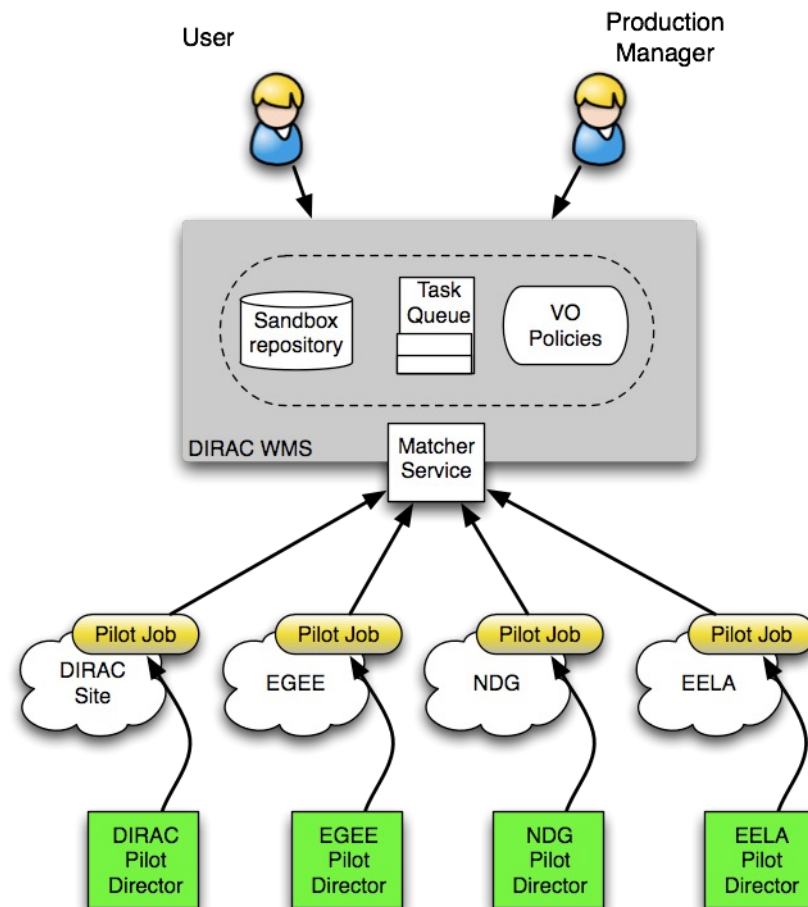 User
Production
Manager
Sandbox
repository
Task
Queue
VO
Policies
DIRAC WMS
Matcher
Service
Pilot Job
Pilot Job
Pilot Job
Pilot Job
DIRAC
Site
EGEE
NDG
EELA
DIRAC
Pilot
Director
EGEE
Pilot
Director
NDG
Pilot
Director
EELA
Pilot
Director